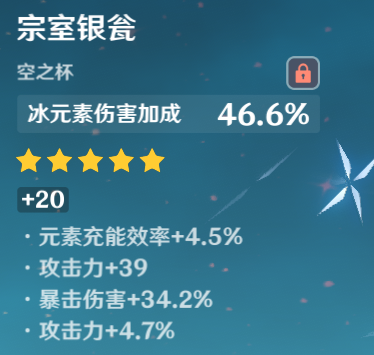 宗室银瓮
空之杯
冰元素伤害加成 46.6%
+20
·元素充能效率+4.5%
·攻击力+39
·暴击伤害+34.2%
·攻击力+4.7%